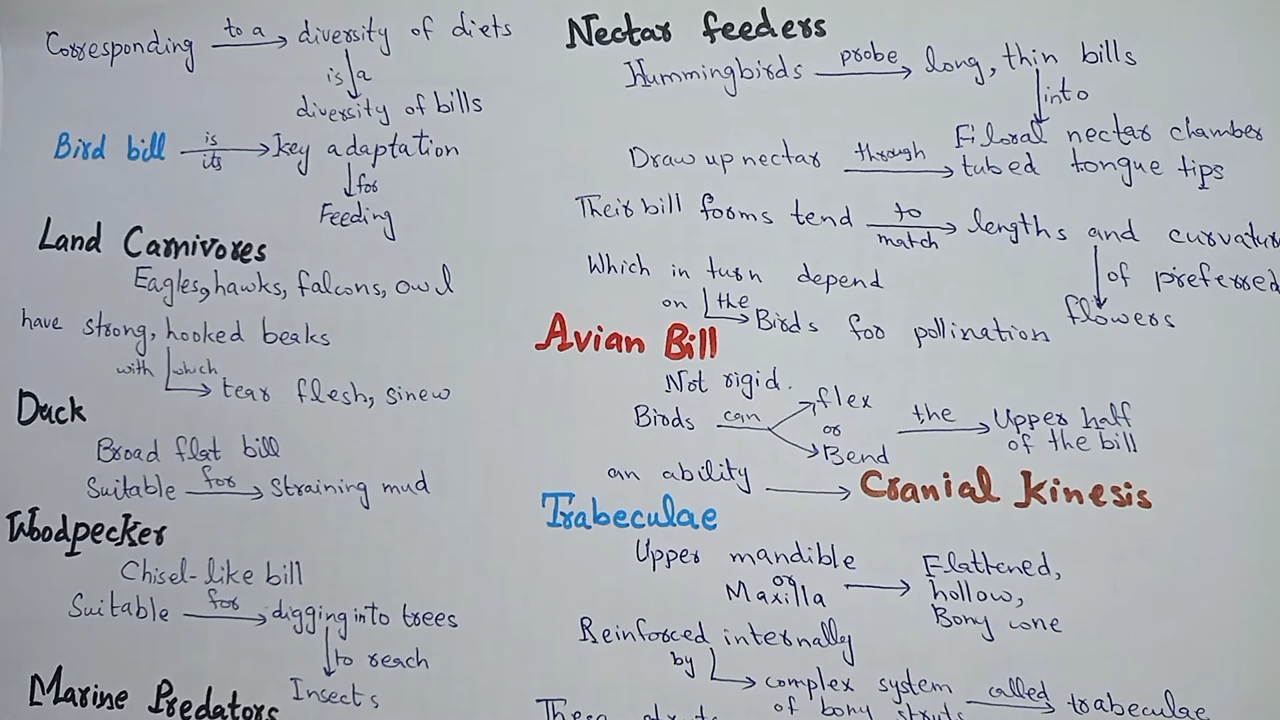 Corresponding to a diversity of diets
is a
diversity of bills
Bird bill is its Key adaptation
for
Feeding
Land Carnivores
Eagles, hawks, falcons, owl
have strong, hooked beaks
with which
tear flesh, sinew
Duck
Broad flat bill
Suitable for straining mud
Woodpecker
Chisel-like bill
Suitable for digging into trees
to reach
Insects
Marine Predators
Nectar feeders
Hummingbirds probe long, thin bills
into
Floral nectar chamber
Draw up nectar through tubed tongue tips
Their bill forms tend to match lengths and curvature
of preferred
flowers
Which in turn depend
on the
Birds for pollination
Avian Bill
Not rigid.
Birds can flex or Bend the Upper half
of the bill
an ability Cranial Kinesis
Trabeculae
Upper mandible
or
Maxilla
Flattened,
hollow,
Bony cone
Reinforced internally
by
complex system called trabeculae
of bony struts